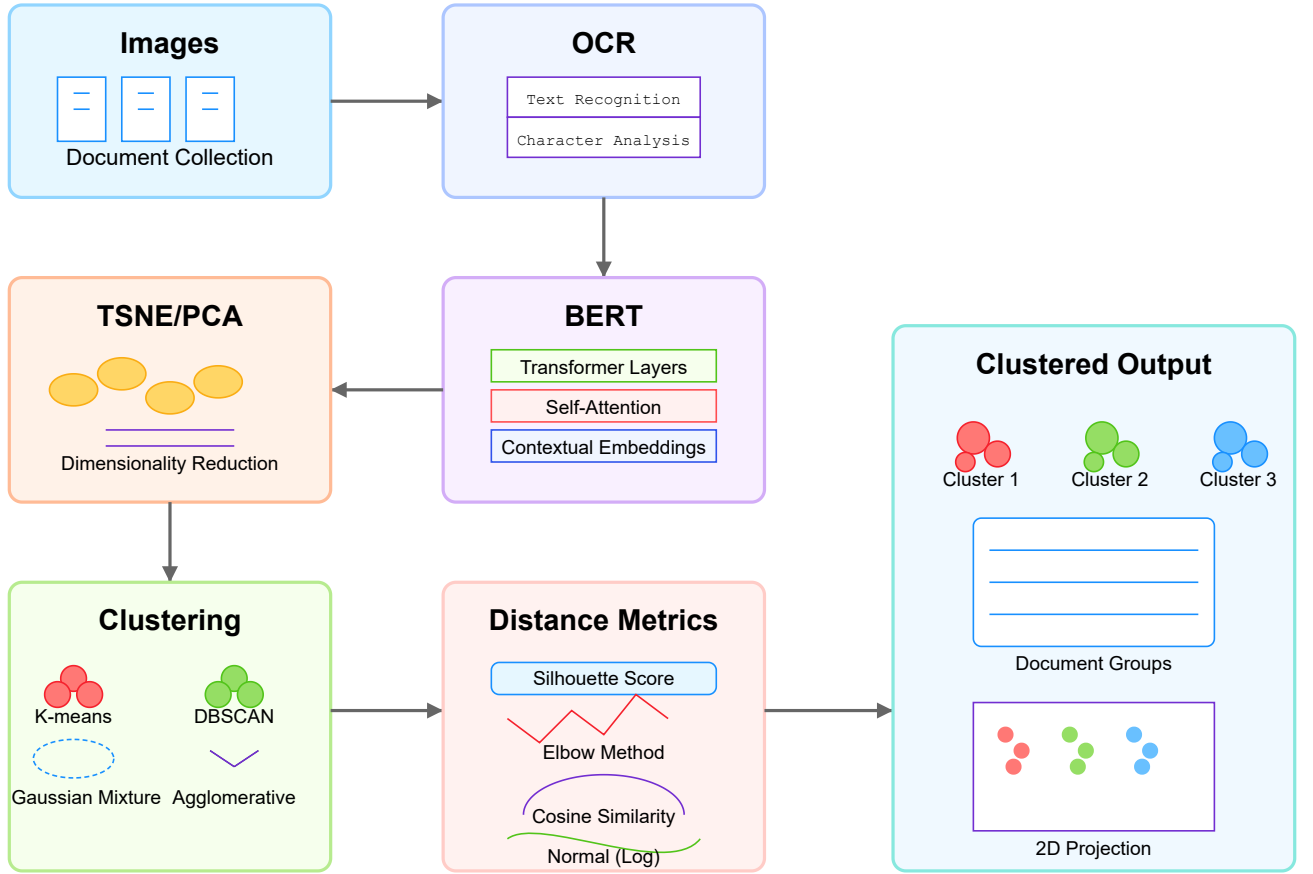 Images
Document Collection
OCR
Text Recognition
Character Analysis
TSNE/PCA
Dimensionality Reduction
BERT
Transformer Layers
Self-Attention
Contextual Embeddings
Clustering
K-means
DBSCAN
Gaussian Mixture
Agglomerative
Distance Metrics
Silhouette Score
Elbow Method
Cosine Similarity
Normal (Log)
Clustered Output
Cluster 1
Cluster 2
Cluster 3
Document Groups
2D Projection